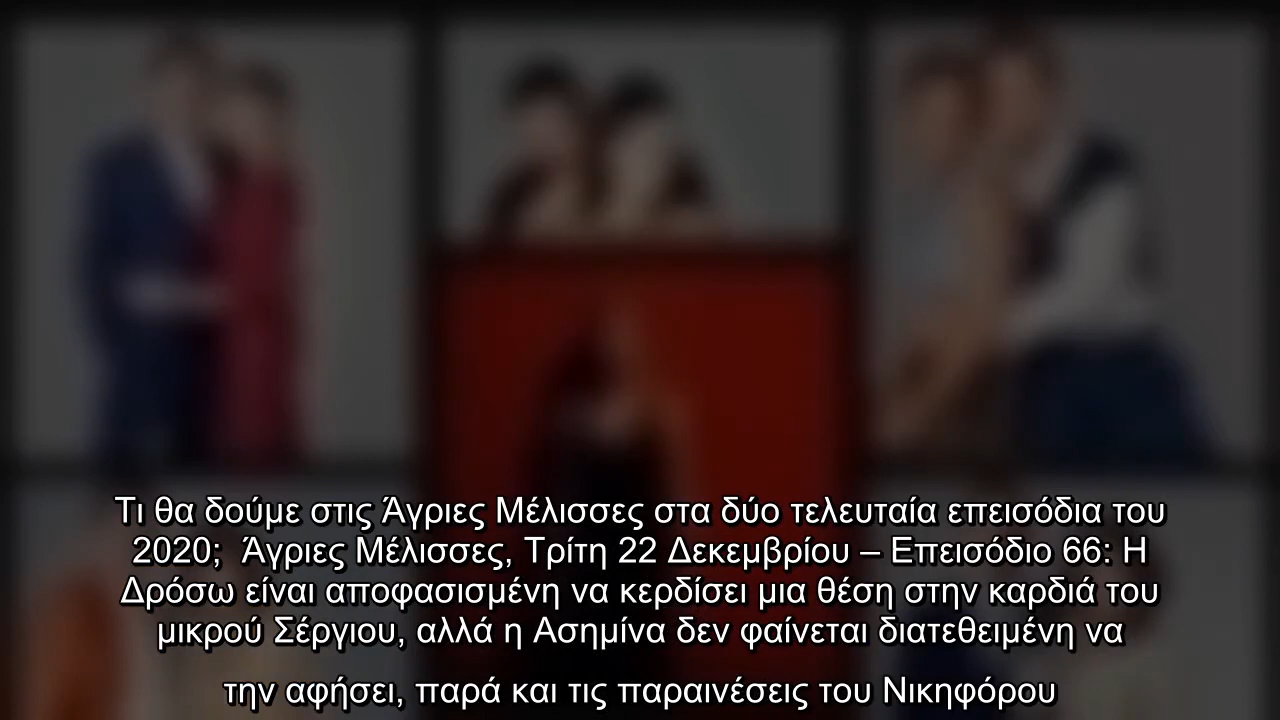 Τι θα δούμε στις Άγριες Μέλισσες στα δύο τελευταία επεισόδια του
2020;  Άγριες Μέλισσες, Τρίτη 22 Δεκεμβρίου – Επεισόδιο 66: Η
Δρόσω είναι αποφασισμένη να κερδίσει μια θέση στην καρδιά του
μικρού Σέργιου, αλλά η Ασημίνα δεν φαίνεται διατεθειμένη να
την αφήσει, παρά και τις παραινέσεις του Νικηφόρου